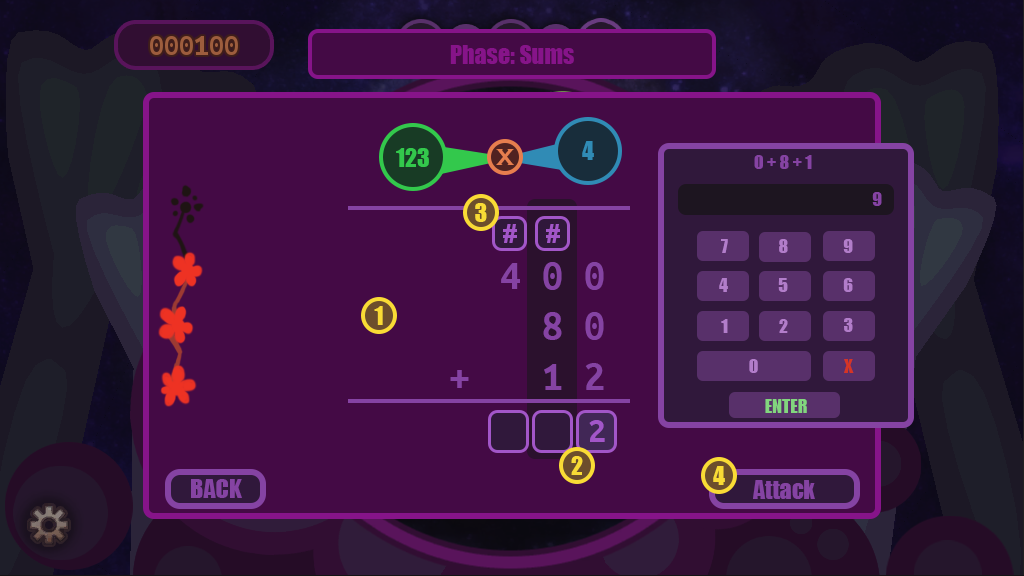 000100
Phase: Sums
123 X 4
3
# #
4 0 0
1
8 0
+ 1 2
2
2
0 + 8 + 1
9
7 8 9
4 5 6
1 2 3
0 X
ENTER
BACK
4
Attack